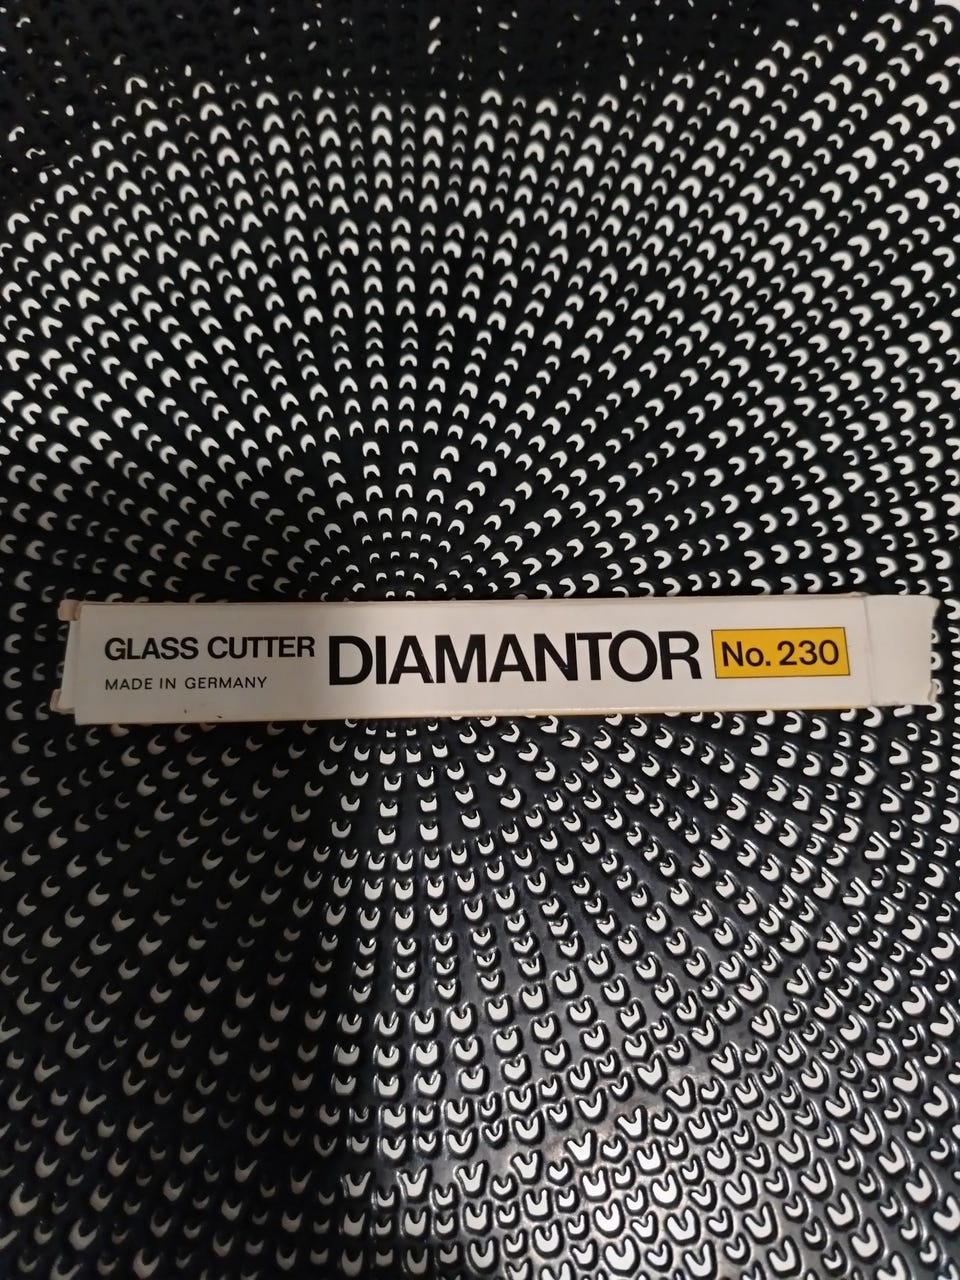 GLASS CUTTER DIAMANTOR No. 230
MADE IN GERMANY